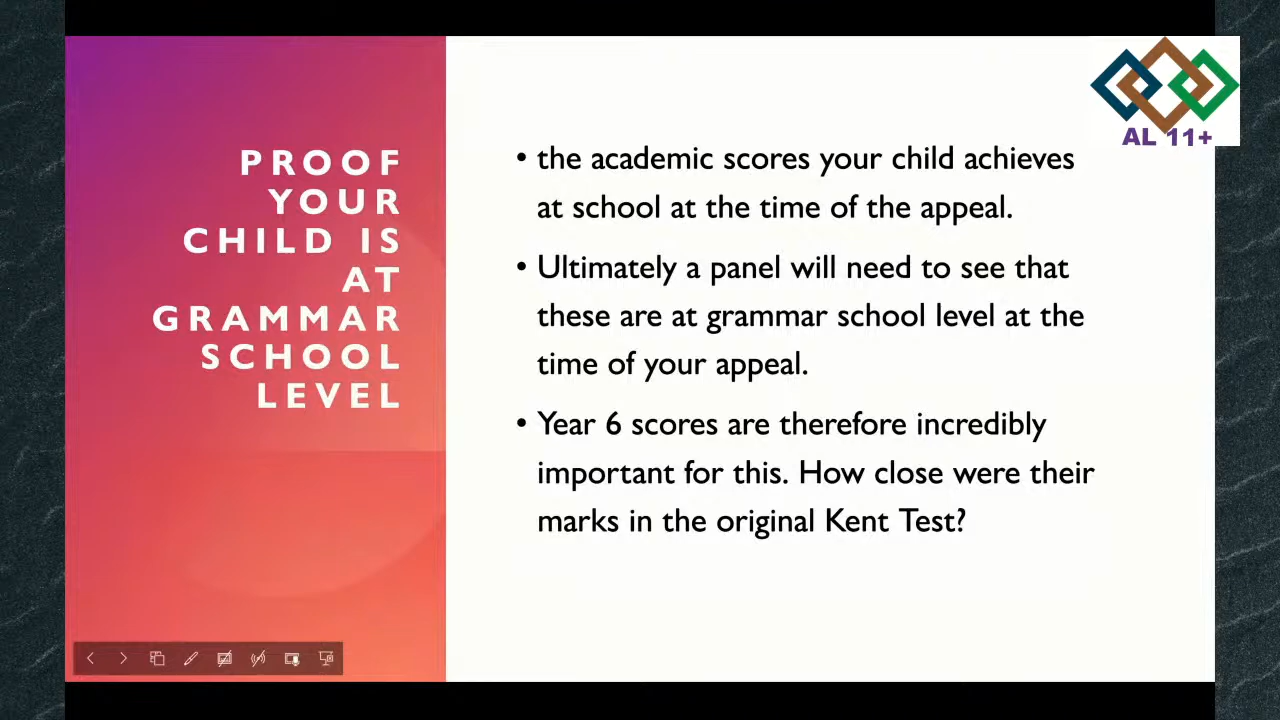 PROOF
YOUR
CHILD IS
AT
GRAMMAR
SCHOOL
LEVEL
• the academic scores your child achieves
at school at the time of the appeal.
• Ultimately a panel will need to see that
these are at grammar school level at the
time of your appeal.
• Year 6 scores are therefore incredibly
important for this. How close were their
marks in the original Kent Test?
AL 11+